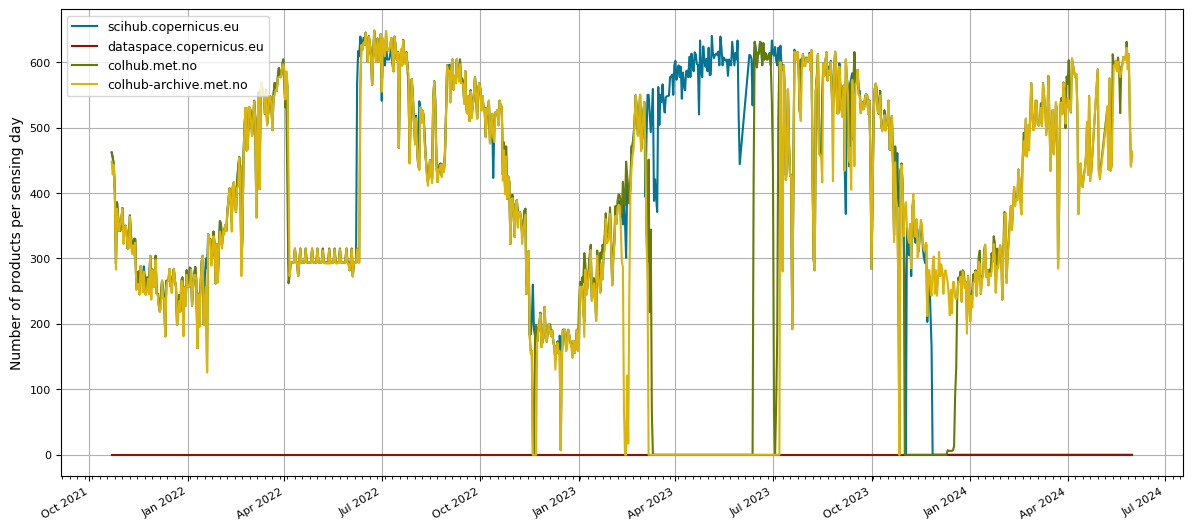 scihub.copernicus.eu
dataspace.copernicus.eu
colhub.met.no
colhub-archive.met.no
Number of products per sensing day
600
500
400
300
200
100
0
Oct 2021
Jan 2022
Apr 2022
Jul 2022
Oct 2022
Jan 2023
Apr 2023
Jul 2023
Oct 2023
Jan 2024
Apr 2024
Jul 2024